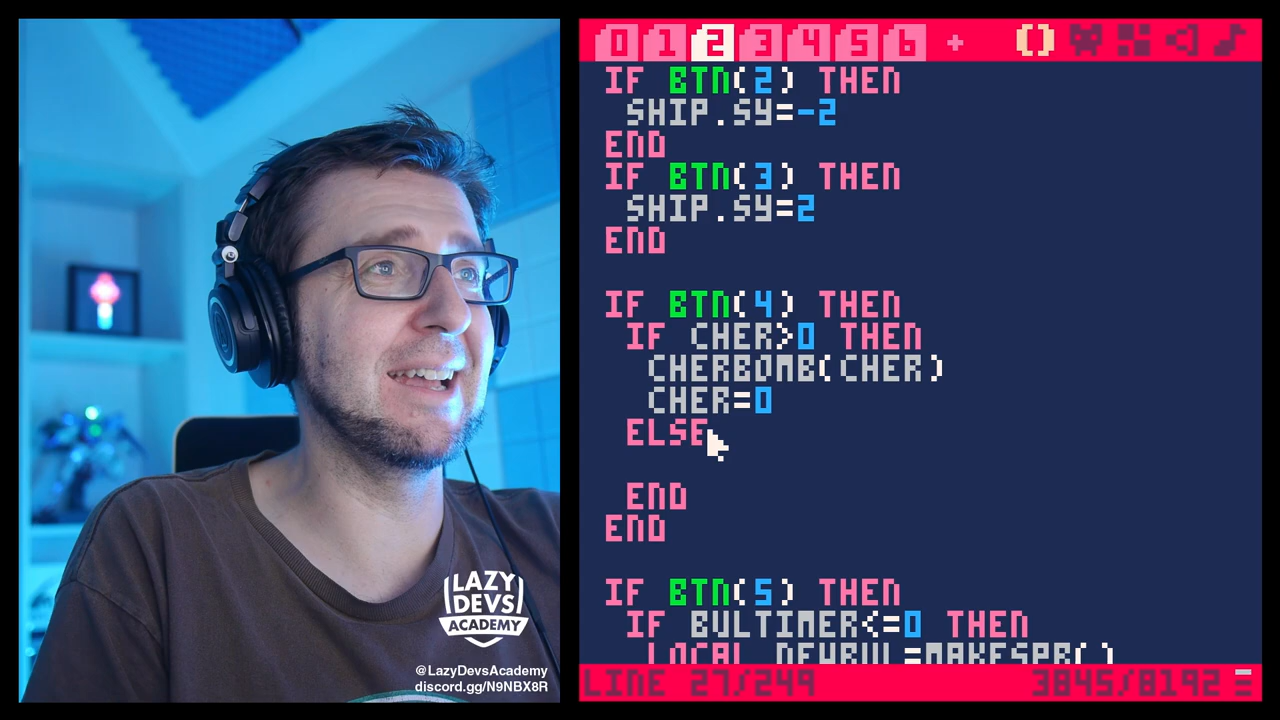 LAZY
DEVS
ACADEMY
@LazyDevsAcademy
discord.gg/N9NBX8R
0 1 2 3 4 5 6 +
IF BTN(2) THEN
SHIP.SY=-2
END
IF BTN(3) THEN
SHIP.SY=2
END
IF BTN(4) THEN
IF CHER>0 THEN
CHERBOMB(CHER)
CHER=0
ELSE
END
END
IF BTN(5) THEN
IF BULTIMER<=0 THEN
LOCAL NEWBUL=MAKESPR()
LINE 27/249
3845/8192